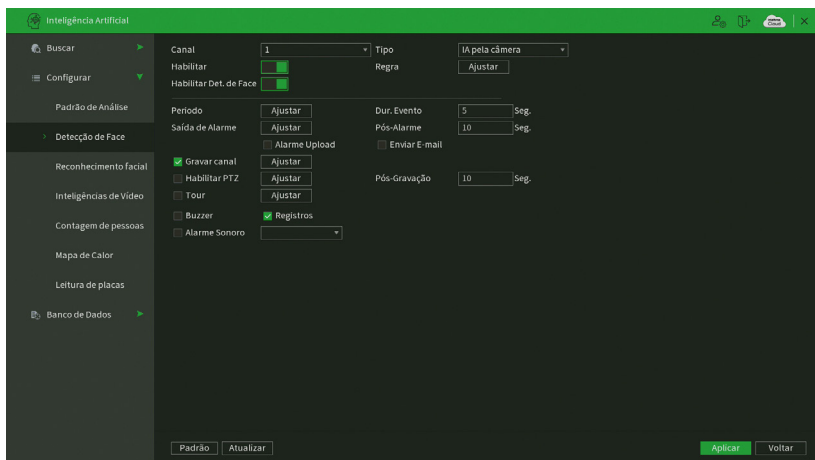 Inteligência Artificial
Cloud
Buscar
Configurar
Padrão de Análise
Detecção de Face
Reconhecimento facial
Inteligências de Vídeo
Contagem de pessoas
Mapa de Calor
Leitura de placas
Banco de Dados
Canal 1 Tipo IA pela câmera
Habilitar Regra Ajustar
Habilitar Det. de Face
Periodo Ajustar Dur. Evento 5 Seg.
Saída de Alarme Ajustar Pós-Alarme 10 Seg.
Alarme Upload Enviar E-mail
Gravar canal Ajustar
Habilitar PTZ Ajustar Pós-Gravação 10 Seg.
Tour Ajustar
Buzzer Registros
Alarme Sonoro
Padrão Atualizar Aplicar Voltar